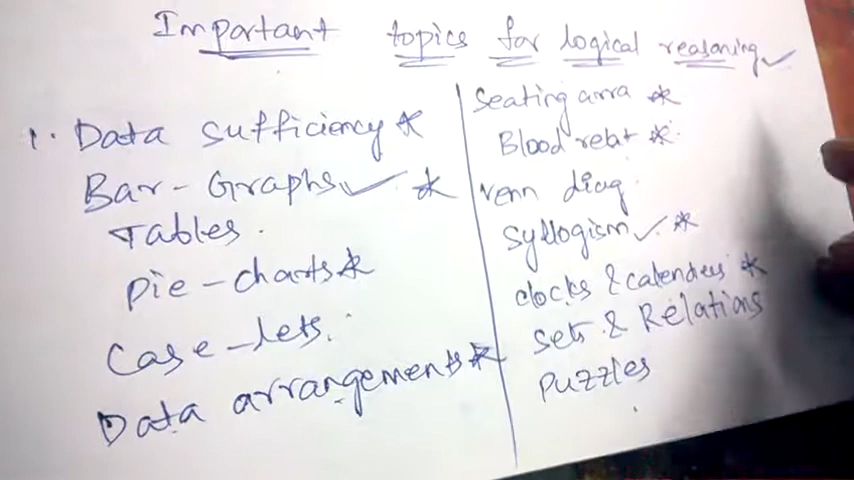 Important topics for logical reasoning
1. Data sufficiency *
Bar-Graphs ✓ *
Tables.
Pie-charts *
Case-lets.
Data arrangements *
Seating arra *
Blood relat *
venn diag
Syllogism ✓ *
clocks & calendars *
Sets & Relations
Puzzles